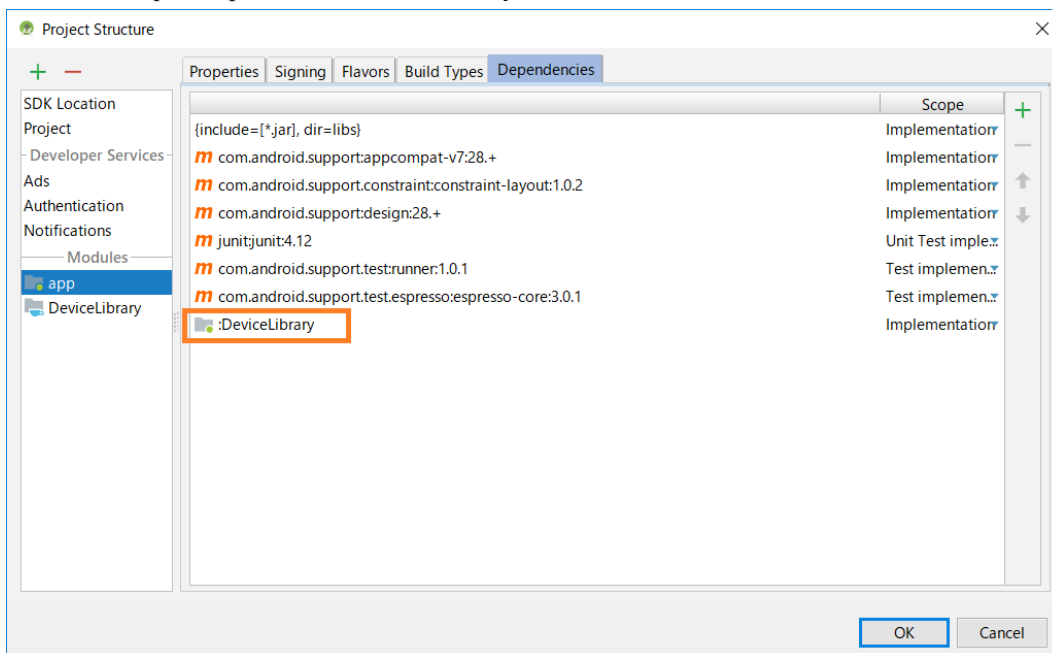 Project Structure
Properties Signing Flavors Build Types Dependencies
SDK Location
Project
Developer Services
Ads
Authentication
Notifications
Modules
app
DeviceLibrary
Scope
{include=[*.jar], dir=libs} Implementation
m com.android.support:appcompat-v7:28.+ Implementation
m com.android.support.constraint:constraint-layout:1.0.2 Implementation
m com.android.support:design:28.+ Implementation
m junit:junit:4.12 Unit Test imple...
m com.android.support.test:runner:1.0.1 Test implemen...
m com.android.support.test.espresso:espresso-core:3.0.1 Test implemen...
:DeviceLibrary Implementation
OK Cancel